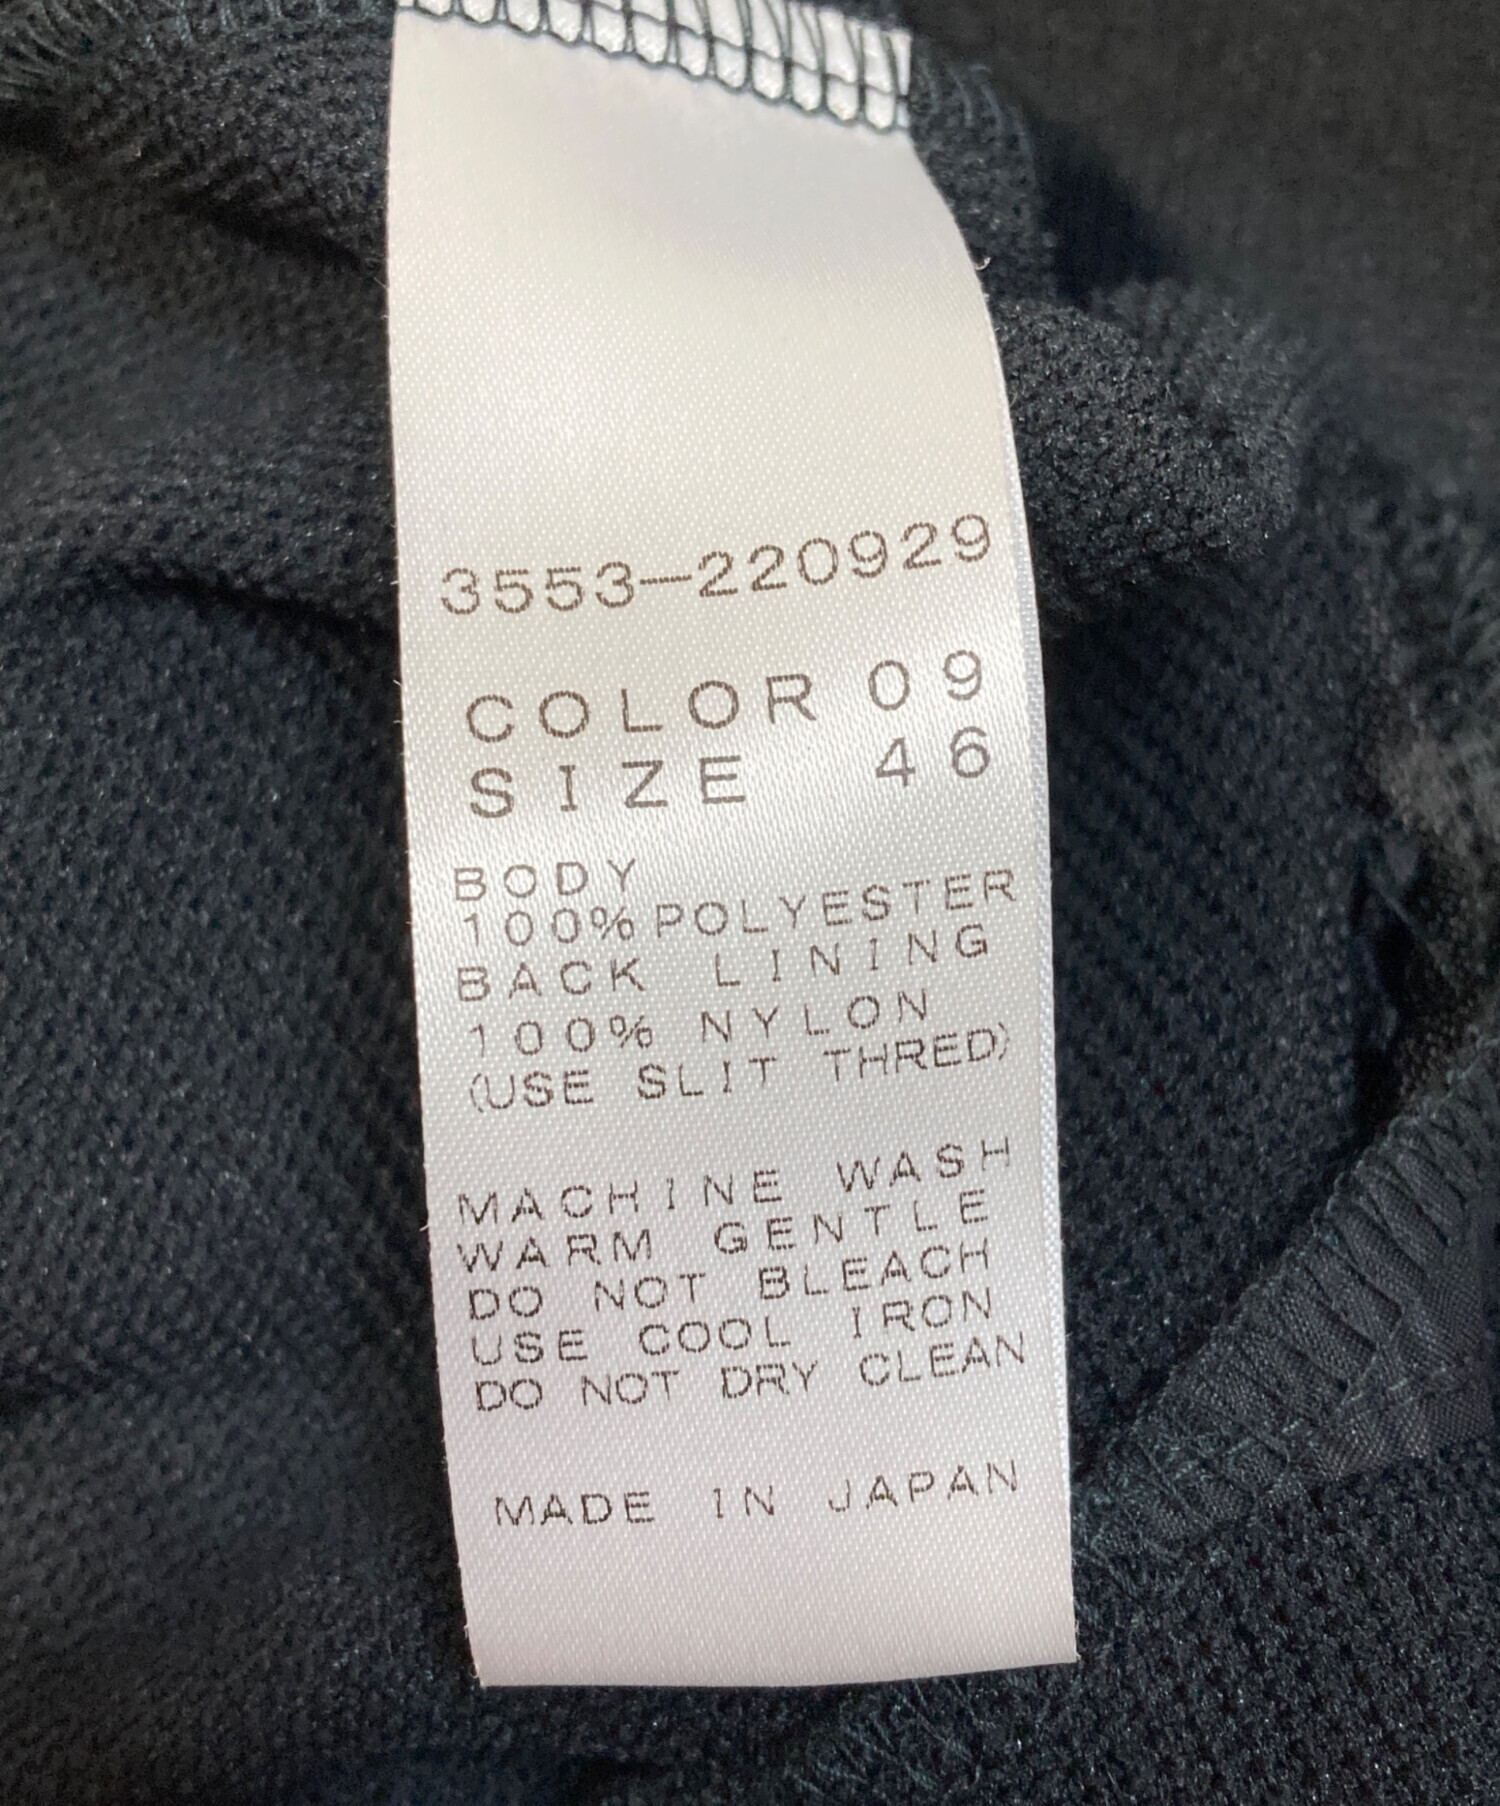 3553-220929
COLOR 09
SIZE 46
BODY
100%POLYESTER
BACK LINING
100% NYLON
(USE SLIT THRED)
MACHINE WASH
WARM GENTLE
DO NOT BLEACH
USE COOL IRON
DO NOT DRY CLEAN
MADE IN JAPAN